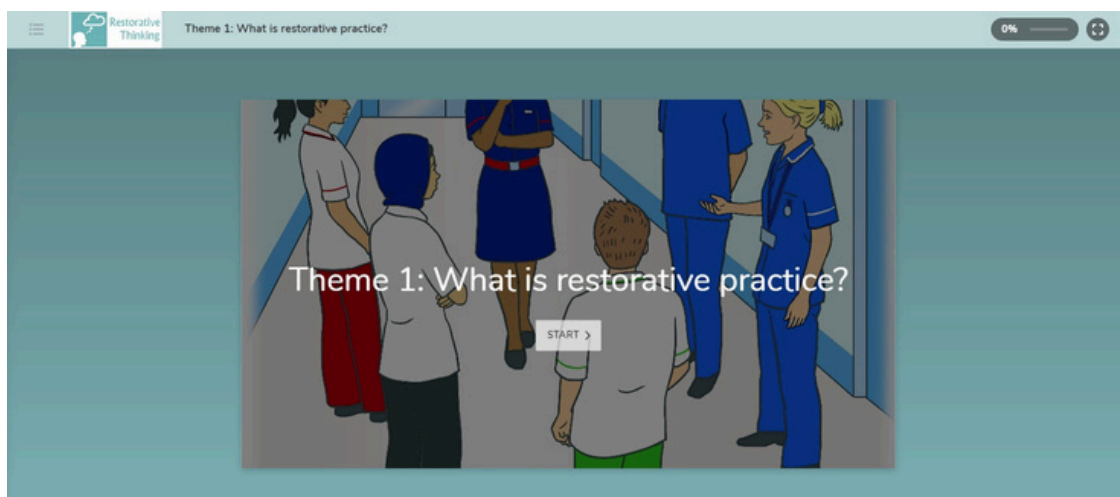 Restorative
Thinking
Theme 1: What is restorative practice?
0%
Theme 1: What is restorative practice?
START